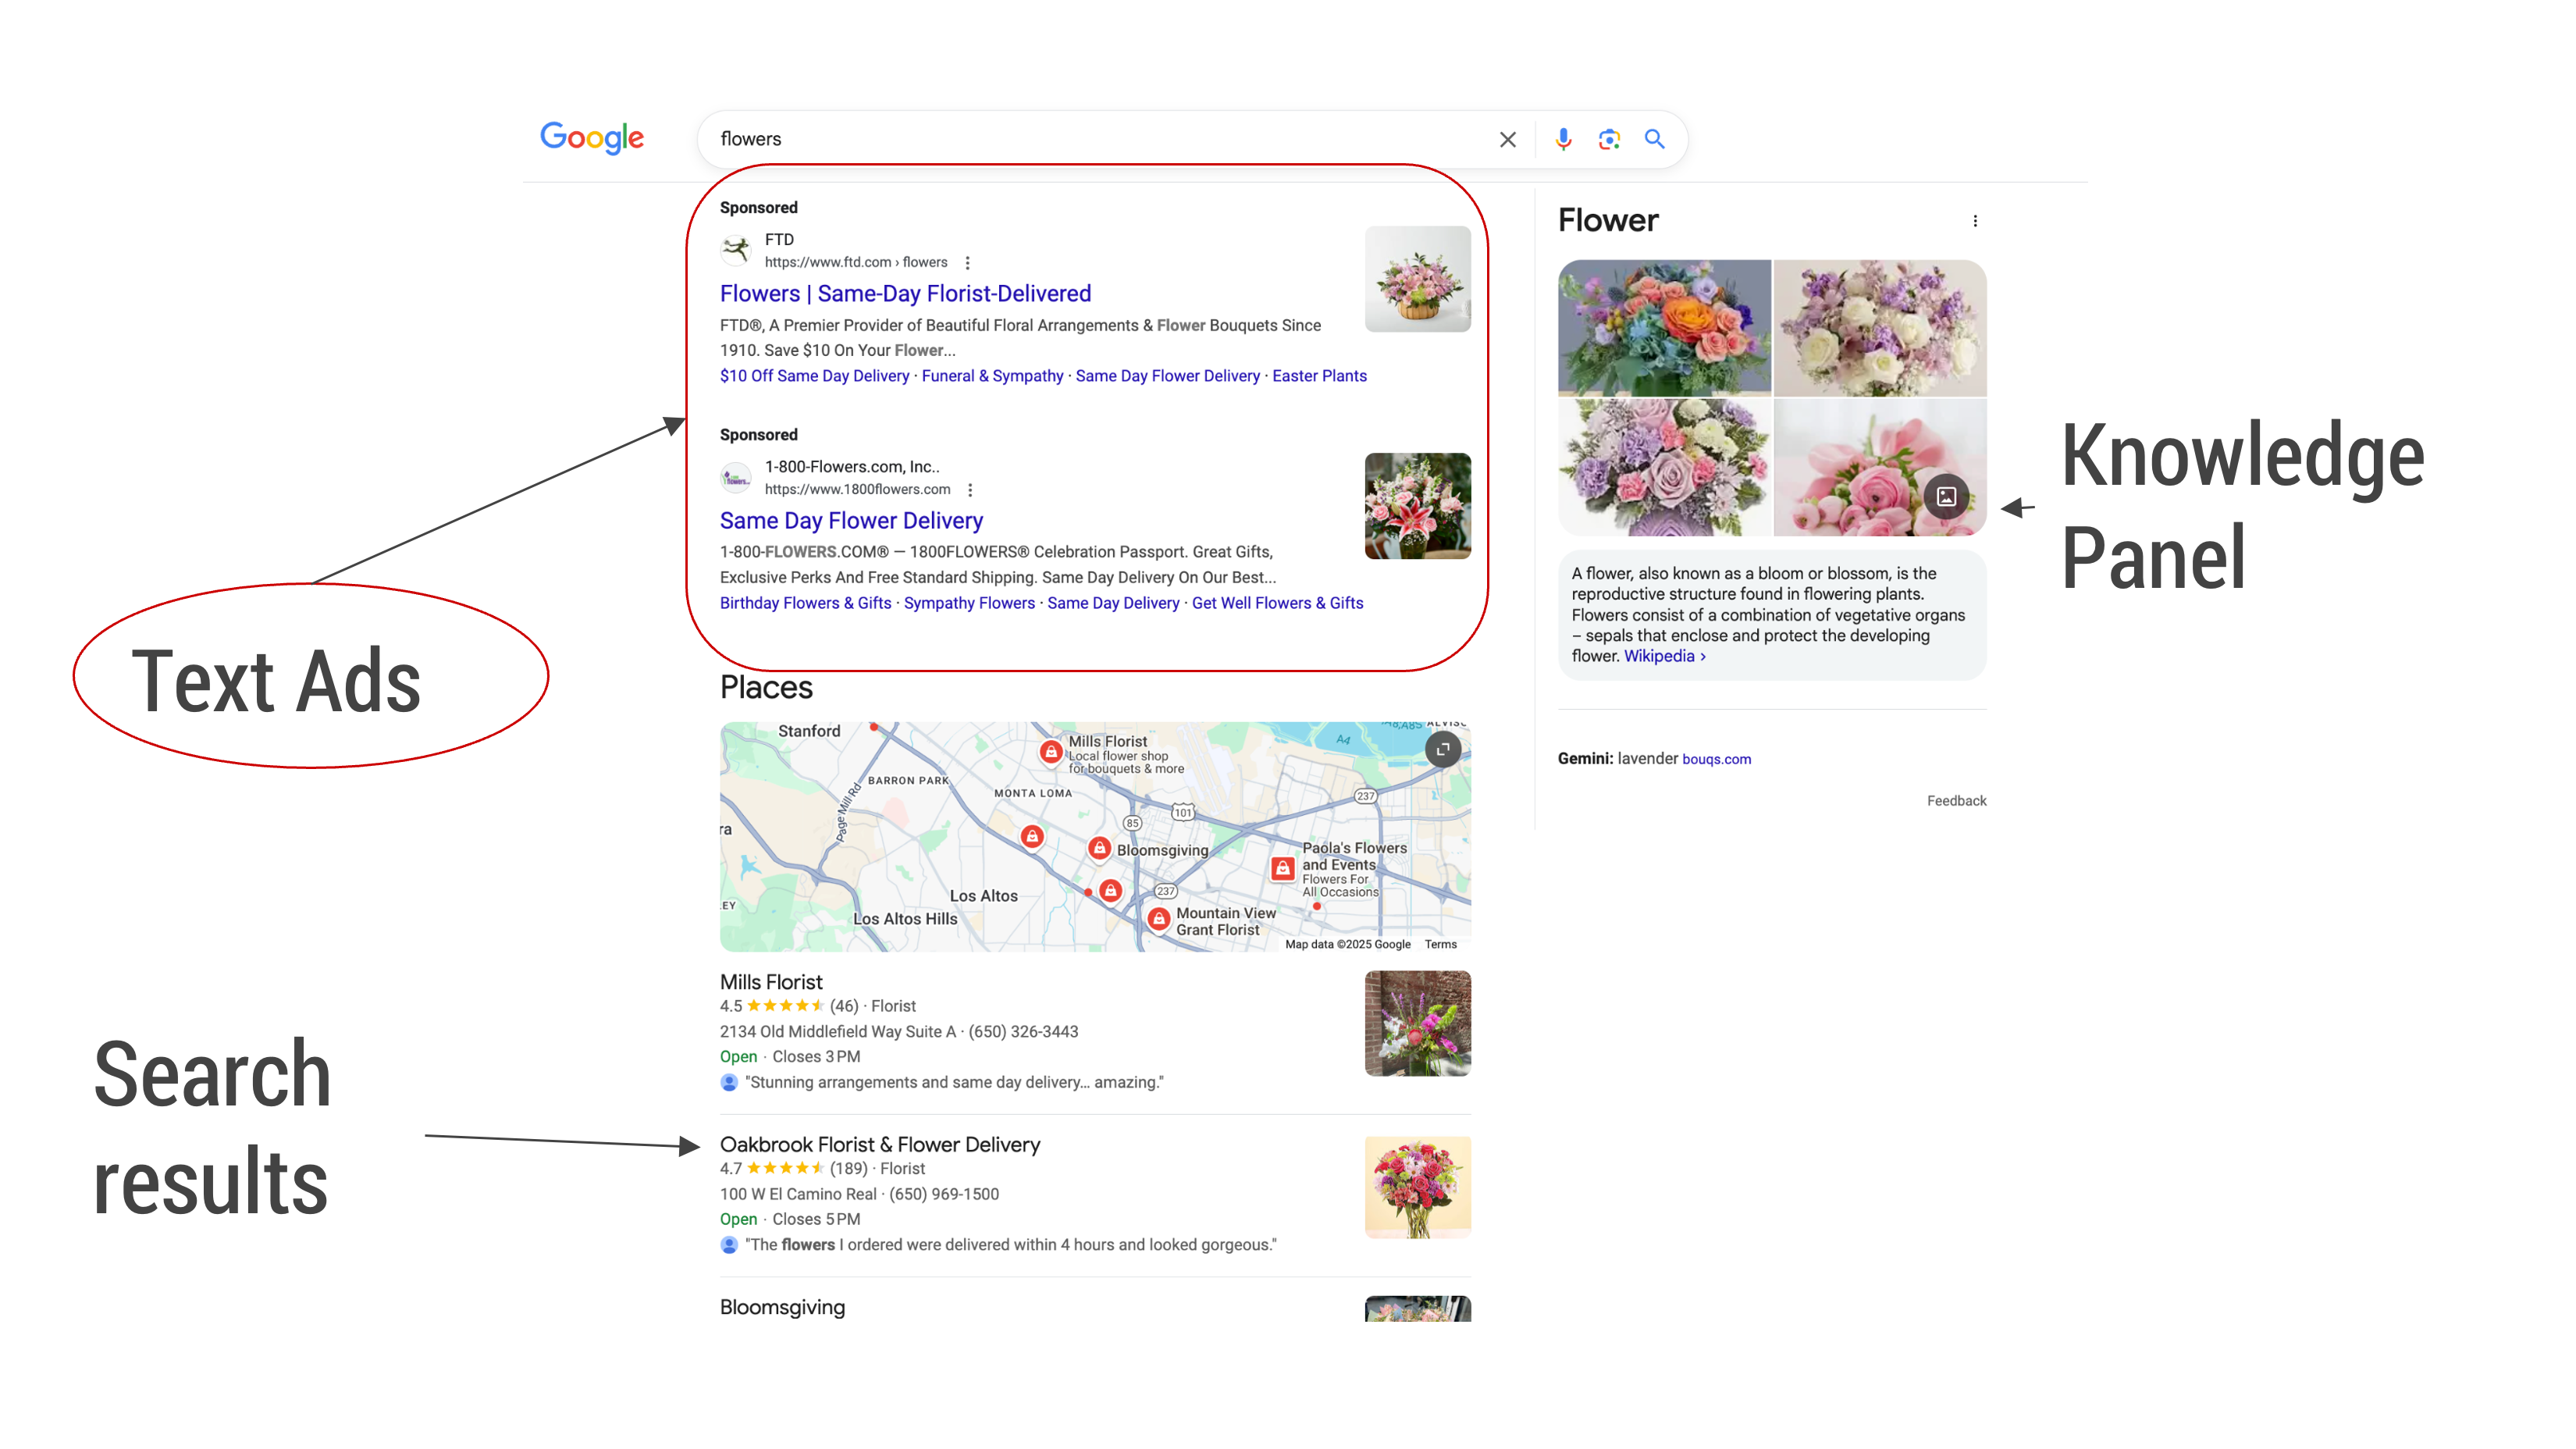 Google
flowers
Sponsored
FTD
https://www.ftd.com › flowers
Flowers | Same-Day Florist-Delivered
FTD®, A Premier Provider of Beautiful Floral Arrangements & Flower Bouquets Since
1910. Save $10 On Your Flower...
$10 Off Same Day Delivery · Funeral & Sympathy · Same Day Flower Delivery · Easter Plants
Sponsored
1-800-Flowers.com, Inc..
https://www.1800flowers.com
Same Day Flower Delivery
1-800-FLOWERS.COM® — 1800FLOWERS® Celebration Passport. Great Gifts,
Exclusive Perks And Free Standard Shipping. Same Day Delivery On Our Best...
Birthday Flowers & Gifts · Sympathy Flowers · Same Day Delivery · Get Well Flowers & Gifts
Flower
A flower, also known as a bloom or blossom, is the
reproductive structure found in flowering plants.
Flowers consist of a combination of vegetative organs
– sepals that enclose and protect the developing
flower. Wikipedia ›
Gemini: lavender bouqs.com
Feedback
Knowledge
Panel
Text Ads
Places
Stanford
Mills Florist
Local flower shop
for bouquets & more
BARRON PARK
MONTA LOMA
Page Mill Rd
A4
237
101
85
ra
Bloomsgiving
Paola's Flowers
and Events
Flowers For
All Occasions
237
Los Altos
EY
Los Altos Hills
Mountain View
Grant Florist
Map data ©2025 Google
Terms
Mills Florist
4.5 (46) · Florist
2134 Old Middlefield Way Suite A · (650) 326-3443
Open · Closes 3 PM
"Stunning arrangements and same day delivery... amazing."
Search
results
Oakbrook Florist & Flower Delivery
4.7 (189) · Florist
100 W El Camino Real · (650) 969-1500
Open · Closes 5 PM
"The flowers I ordered were delivered within 4 hours and looked gorgeous."
Bloomsgiving